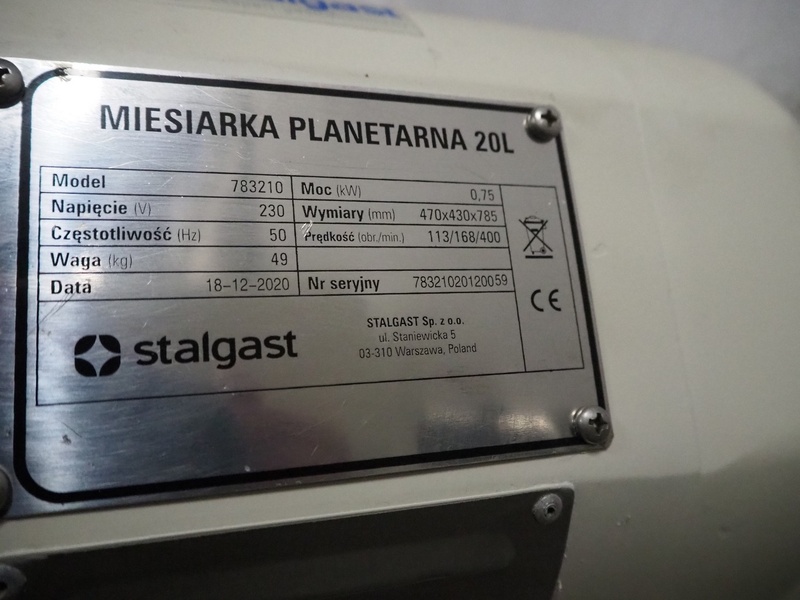 stalgast
MIESIARKA PLANETARNA 20L
Model 783210 Moc (kW) 0,75
Napięcie (V) 230 Wymiary (mm) 470x430x785
Częstotliwość (Hz) 50 Prędkość (obr./min.) 113/168/400
Waga (kg) 49
Data 18-12-2020 Nr seryjny 78321020120059
CE
stalgast
STALGAST Sp. z o.o.
ul. Staniewicka 5
03-310 Warszawa, Poland